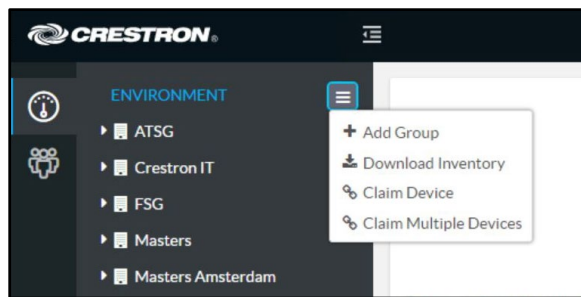 CRESTRON®
ENVIRONMENT
ATSG
Crestron IT
FSG
Masters
Masters Amsterdam
Add Group
Download Inventory
Claim Device
Claim Multiple Devices